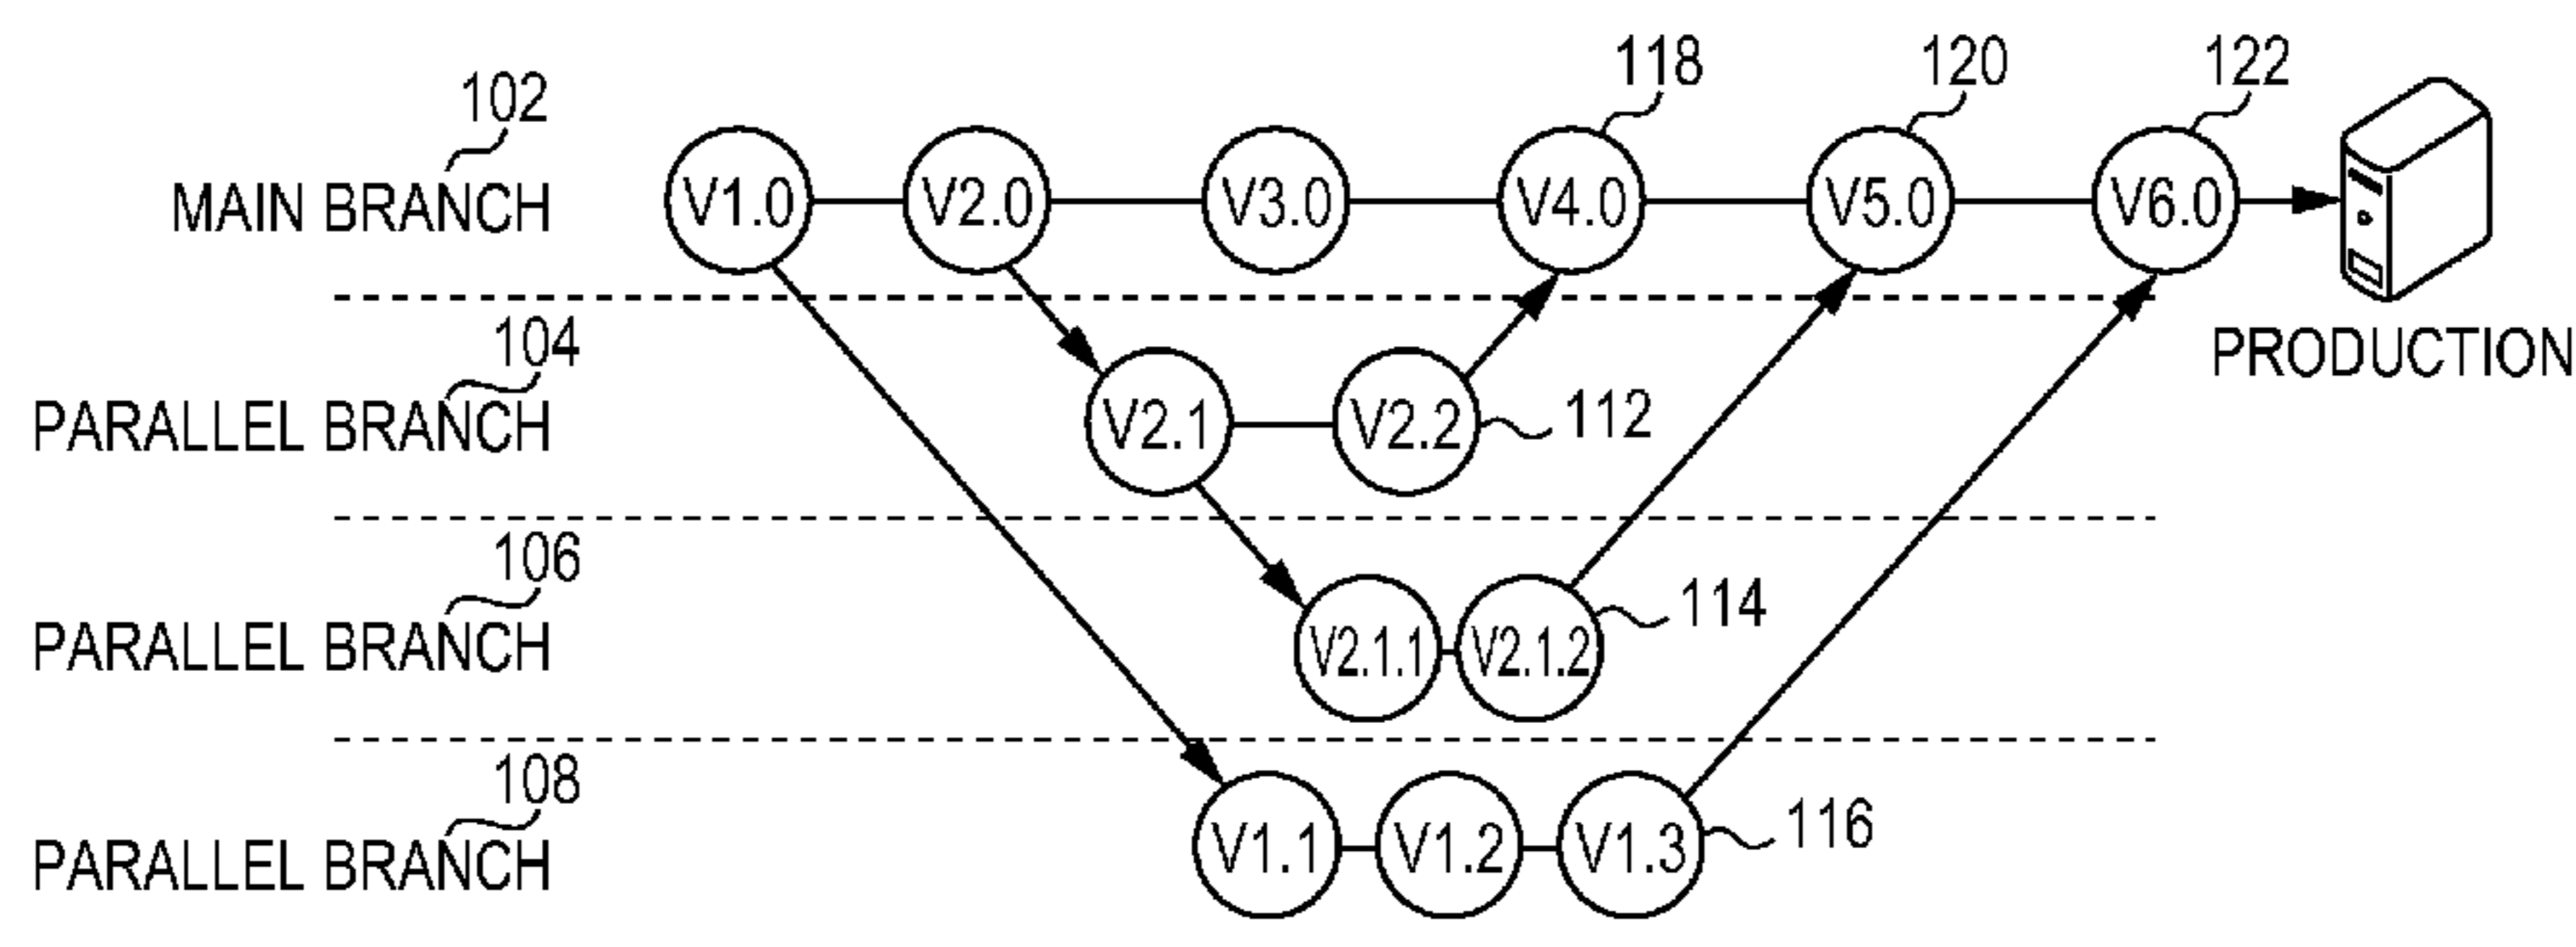 118
120
122
102
MAIN BRANCH
V1.0
V2.0
V3.0
V4.0
V5.0
V6.0
PRODUCTION
104
PARALLEL BRANCH
V2.1
V2.2
112
106
PARALLEL BRANCH
V2.1.1
V2.1.2
114
108
PARALLEL BRANCH
V1.1
V1.2
V1.3
116